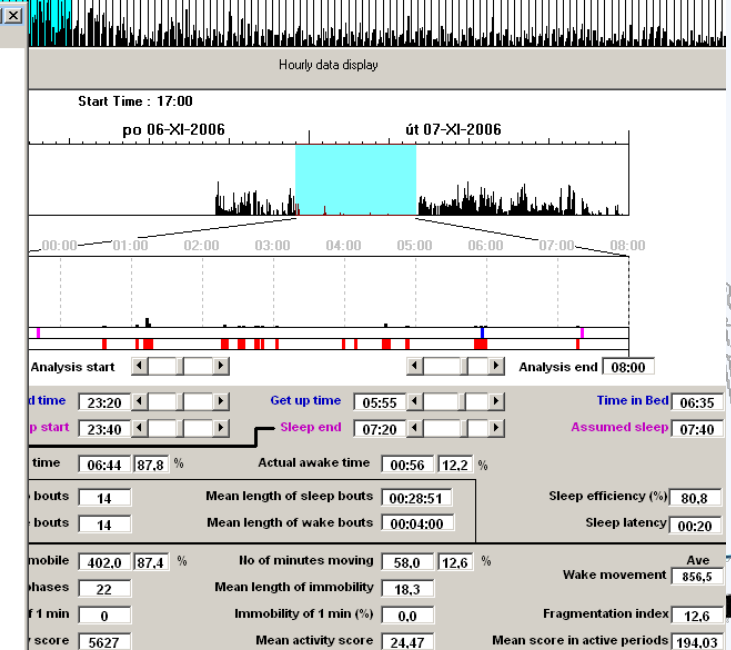 Hourly data display
Start Time : 17:00
po 06-XI-2006 út 07-XI-2006
00:00 01:00 02:00 03:00 04:00 05:00 06:00 07:00 08:00
Analysis start Analysis end 08:00
d time 23:20 Get up time 05:55 Time in Bed 06:35
p start 23:40 Sleep end 07:20 Assumed sleep 07:40
time 06:44 87,8 % Actual awake time 00:56 12,2 %
bouts 14 Mean length of sleep bouts 00:28:51 Sleep efficiency (%) 80,8
bouts 14 Mean length of wake bouts 00:04:00 Sleep latency 00:20
mobile 402,0 87,4 % No of minutes moving 58,0 12,6 % Wake movement Ave 856,5
phases 22 Mean length of immobility 18,3
f 1 min 0 Immobility of 1 min (%) 0,0 Fragmentation index 12,6
score 5627 Mean activity score 24,47 Mean score in active periods 194,03